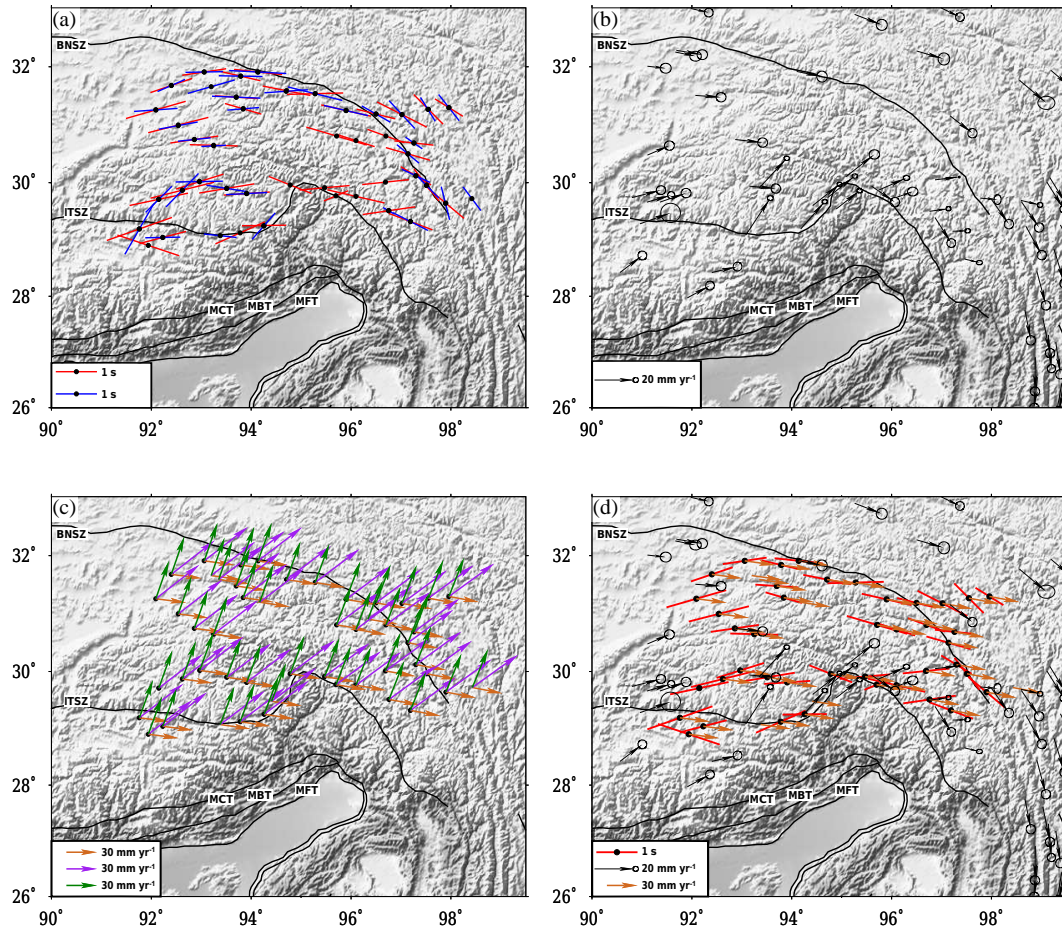 (a)
(b)
BNSZ
BNSZ
32°
32°
30°
30°
ITSZ
ITSZ
28°
28°
MCT MBT MFT
MCT MBT MFT
1 s
1 s
20 mm yr⁻¹
26°
26°
90° 92° 94° 96° 98°
90° 92° 94° 96° 98°
(c)
(d)
BNSZ
BNSZ
32°
32°
30°
30°
ITSZ
ITSZ
28°
28°
MCT MBT MFT
MCT MBT MFT
30 mm yr⁻¹
30 mm yr⁻¹
30 mm yr⁻¹
1 s
20 mm yr⁻¹
30 mm yr⁻¹
26°
26°
90° 92° 94° 96° 98°
90° 92° 94° 96° 98°